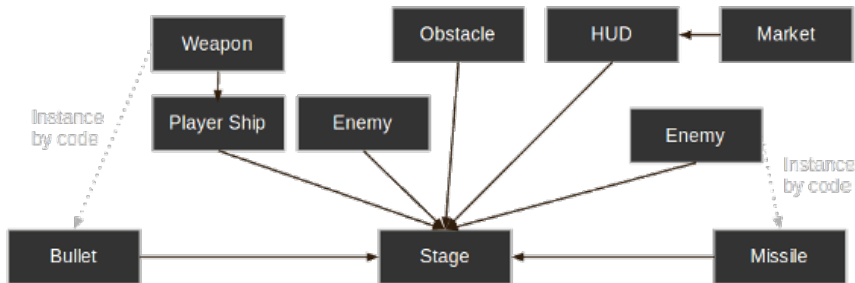 Weapon
Obstacle
HUD
Market
Instance
by code
Player Ship
Enemy
Enemy
Instance
by code
Bullet
Stage
Missile